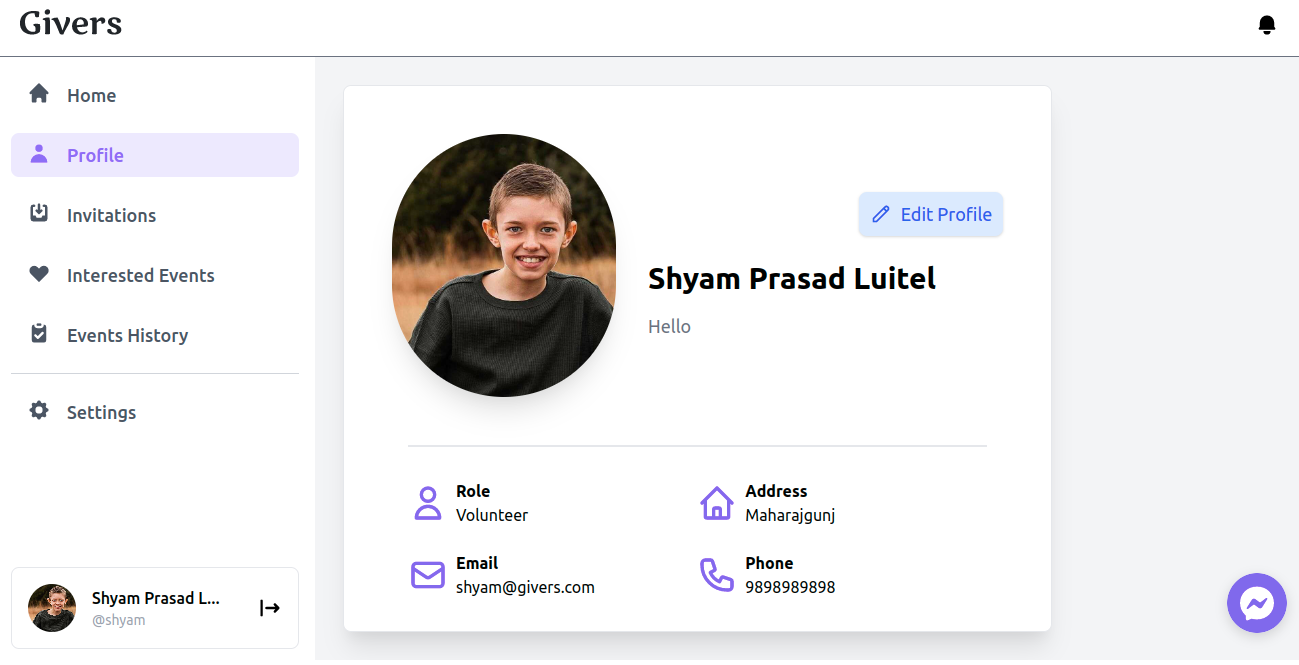 Givers
Home
Profile
Invitations
Interested Events
Events History
Settings
Shyam Prasad L...
@shyam
Edit Profile
Shyam Prasad Luitel
Hello
Role
Volunteer
Address
Maharajgunj
Email
shyam@givers.com
Phone
9898989898